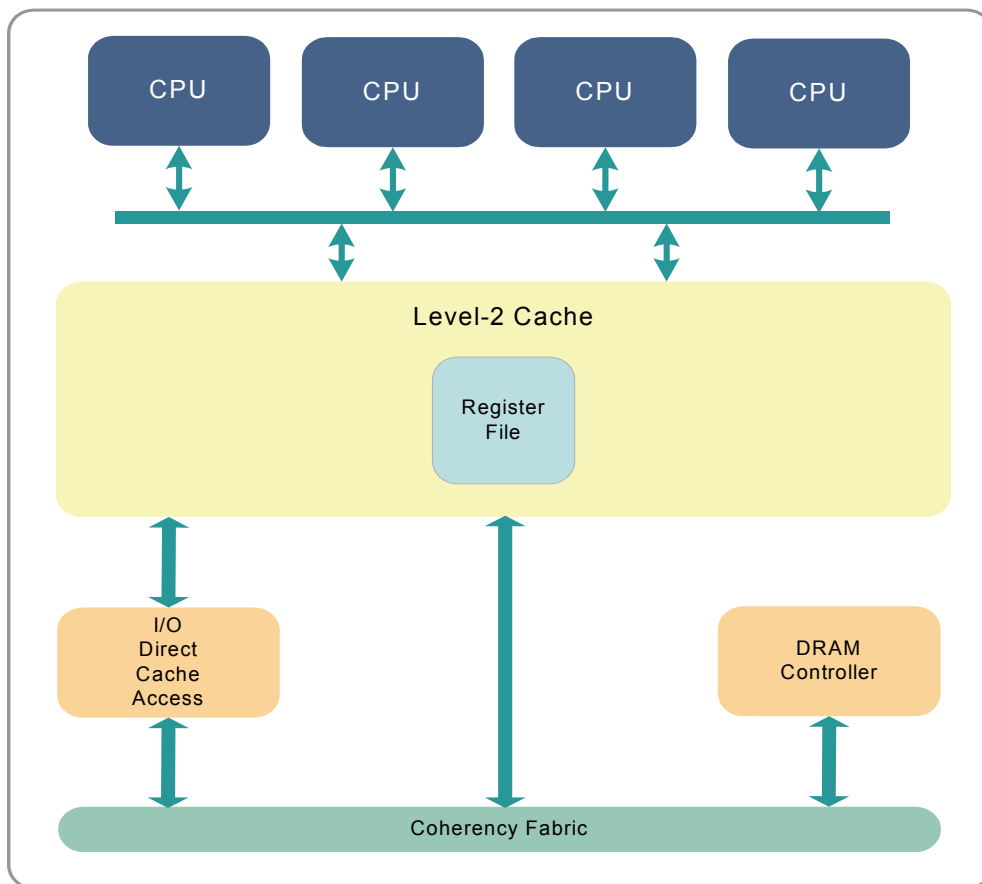 CPU
CPU
CPU
CPU
Level-2 Cache
Register
File
I/O
Direct
Cache
Access
DRAM
Controller
Coherency Fabric